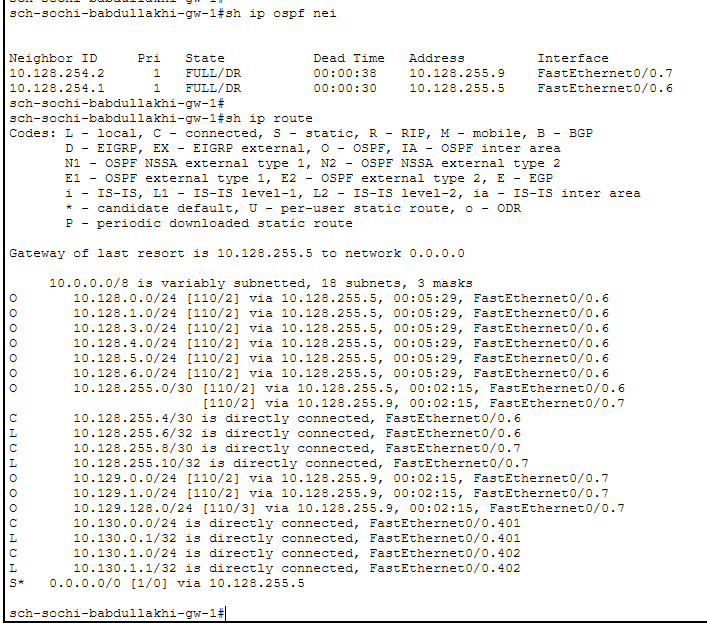 sch-sochi-babdullakhi-gw-1#sh ip ospf nei
Neighbor ID     Pri   State           Dead Time   Address         Interface
10.128.254.2      1   FULL/DR         00:00:38    10.128.255.9    FastEthernet0/0.7
10.128.254.1      1   FULL/DR         00:00:30    10.128.255.5    FastEthernet0/0.6
sch-sochi-babdullakhi-gw-1#
sch-sochi-babdullakhi-gw-1#sh ip route
Codes: L - local, C - connected, S - static, R - RIP, M - mobile, B - BGP
       D - EIGRP, EX - EIGRP external, O - OSPF, IA - OSPF inter area
       N1 - OSPF NSSA external type 1, N2 - OSPF NSSA external type 2
       E1 - OSPF external type 1, E2 - OSPF external type 2, E - EGP
       i - IS-IS, L1 - IS-IS level-1, L2 - IS-IS level-2, ia - IS-IS inter area
       * - candidate default, U - per-user static route, o - ODR
       P - periodic downloaded static route
Gateway of last resort is 10.128.255.5 to network 0.0.0.0
     10.0.0.0/8 is variably subnetted, 18 subnets, 3 masks
O       10.128.0.0/24 [110/2] via 10.128.255.5, 00:05:29, FastEthernet0/0.6
O       10.128.1.0/24 [110/2] via 10.128.255.5, 00:05:29, FastEthernet0/0.6
O       10.128.3.0/24 [110/2] via 10.128.255.5, 00:05:29, FastEthernet0/0.6
O       10.128.4.0/24 [110/2] via 10.128.255.5, 00:05:29, FastEthernet0/0.6
O       10.128.5.0/24 [110/2] via 10.128.255.5, 00:05:29, FastEthernet0/0.6
O       10.128.6.0/24 [110/2] via 10.128.255.5, 00:05:29, FastEthernet0/0.6
O       10.128.255.0/30 [110/2] via 10.128.255.5, 00:02:15, FastEthernet0/0.6
                        [110/2] via 10.128.255.9, 00:02:15, FastEthernet0/0.7
C       10.128.255.4/30 is directly connected, FastEthernet0/0.6
L       10.128.255.6/32 is directly connected, FastEthernet0/0.6
C       10.128.255.8/30 is directly connected, FastEthernet0/0.7
L       10.128.255.10/32 is directly connected, FastEthernet0/0.7
O       10.129.0.0/24 [110/2] via 10.128.255.9, 00:02:15, FastEthernet0/0.7
O       10.129.1.0/24 [110/2] via 10.128.255.9, 00:02:15, FastEthernet0/0.7
O       10.129.128.0/24 [110/3] via 10.128.255.9, 00:02:15, FastEthernet0/0.7
C       10.130.0.0/24 is directly connected, FastEthernet0/0.401
L       10.130.0.1/32 is directly connected, FastEthernet0/0.401
C       10.130.1.0/24 is directly connected, FastEthernet0/0.402
L       10.130.1.1/32 is directly connected, FastEthernet0/0.402
S*   0.0.0.0/0 [1/0] via 10.128.255.5
sch-sochi-babdullakhi-gw-1#